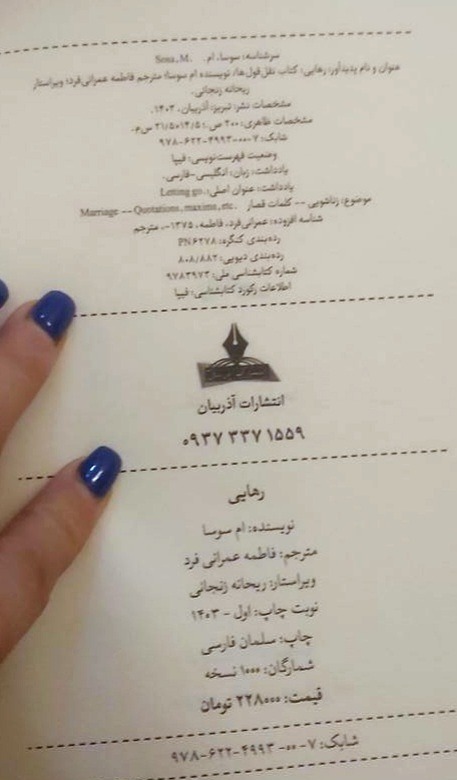 سرشناسه: سوسا، ام. Sosa, M.
عنوان و نام پدیدآور: رهایی: کتاب نقل‌قول‌ها/ نویسنده ام سوسا؛ مترجم فاطمه عمرانی‌فرد؛ ویراستار
ریحانه زنجانی.
مشخصات نشر: تبریز: آذربیان، ۱۴۰۳.
مشخصات ظاهری: ۲۰۰ ص.؛ ۱۴/۵×۲۱/۵ س‌م.
شابک: ۷-۰۰-۴۹۹۳-۶۲۲-۹۷۸
وضعیت فهرست‌نویسی: فیپا
یادداشت: زبان: انگلیسی-فارسی.
یادداشت: عنوان اصلی: Letting go.
موضوع: زناشویی -- کلمات قصار Marriage -- Quotations, maxims, etc.
شناسه افزوده: عمرانی‌فرد، فاطمه، ۱۳۷۵-، مترجم
رده‌بندی کنگره: PN۶۲۷۸
رده‌بندی دیویی: ۸۰۸/۸۸۲
شماره کتابشناسی ملی: ۹۷۸۳۹۷۳
اطلاعات رکورد کتابشناسی: فیپا
انتشارات آذربیان
۰۹۳۷ ۳۳۷ ۱۵۵۹
رهایی
نویسنده: ام سوسا
مترجم: فاطمه عمرانی فرد
ویراستار: ریحانه زنجانی
نوبت چاپ: اول - ۱۴۰۳
چاپ: سلمان فارسی
شمارگان: ۱۰۰۰ نسخه
قیمت: ۲۲۸۰۰۰ تومان
شابک: ۷-۰۰-۴۹۹۳-۶۲۲-۹۷۸